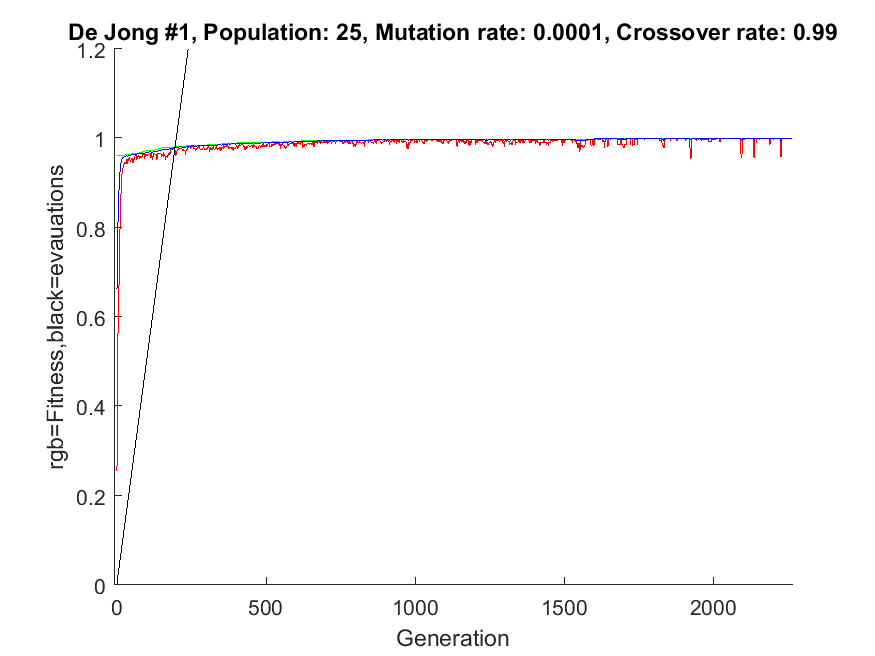 De Jong #1, Population: 25, Mutation rate: 0.0001, Crossover rate: 0.99
rgb=Fitness,black=evauations
1.2
1
0.8
0.6
0.4
0.2
0
0 500 1000 1500 2000
Generation